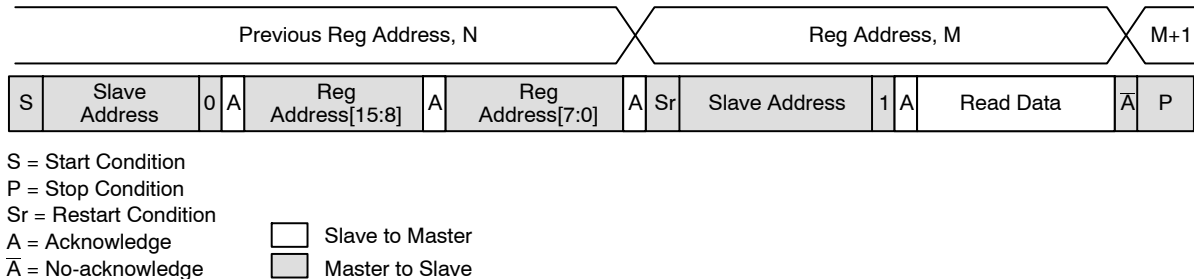 Previous Reg Address, N Reg Address, M M+1
S Slave Address 0 A Reg Address[15:8] A Reg Address[7:0] A Sr Slave Address 1 A Read Data A̅ P
S = Start Condition
P = Stop Condition
Sr = Restart Condition
A = Acknowledge
A̅ = No-acknowledge
Slave to Master
Master to Slave